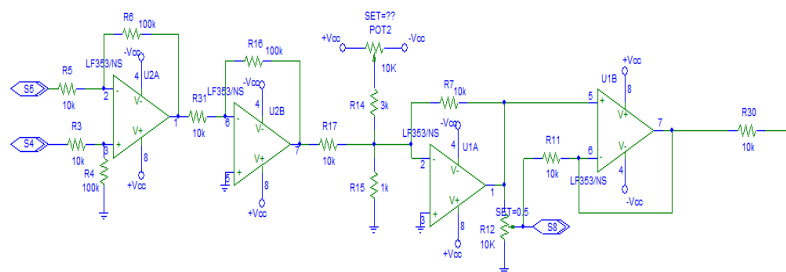 SET=??
POT2
+Vcc
-Vcc
10K
R6
100k
-Vcc
LF353/NS
U2A
4
V-
S5
R5
10k
2
-
R3
S4
10k
3
+
V+
1
8
R4
100k
+Vcc
R31
10k
R16
100k
LF353/NS
-Vcc
U2B
4
6
-
V-
5
+
V+
7
8
+Vcc
R17
10k
R14
3k
R15
1k
R7
10k
LF353/NS
-Vcc
U1A
4
2
-
V-
3
+
V+
1
8
+Vcc
SET=0.5
R12
10K
S8
R11
10k
U1B
+Vcc
8
5
+
V+
6
-
V-
7
4
LF353/NS
-Vcc
R30
10k